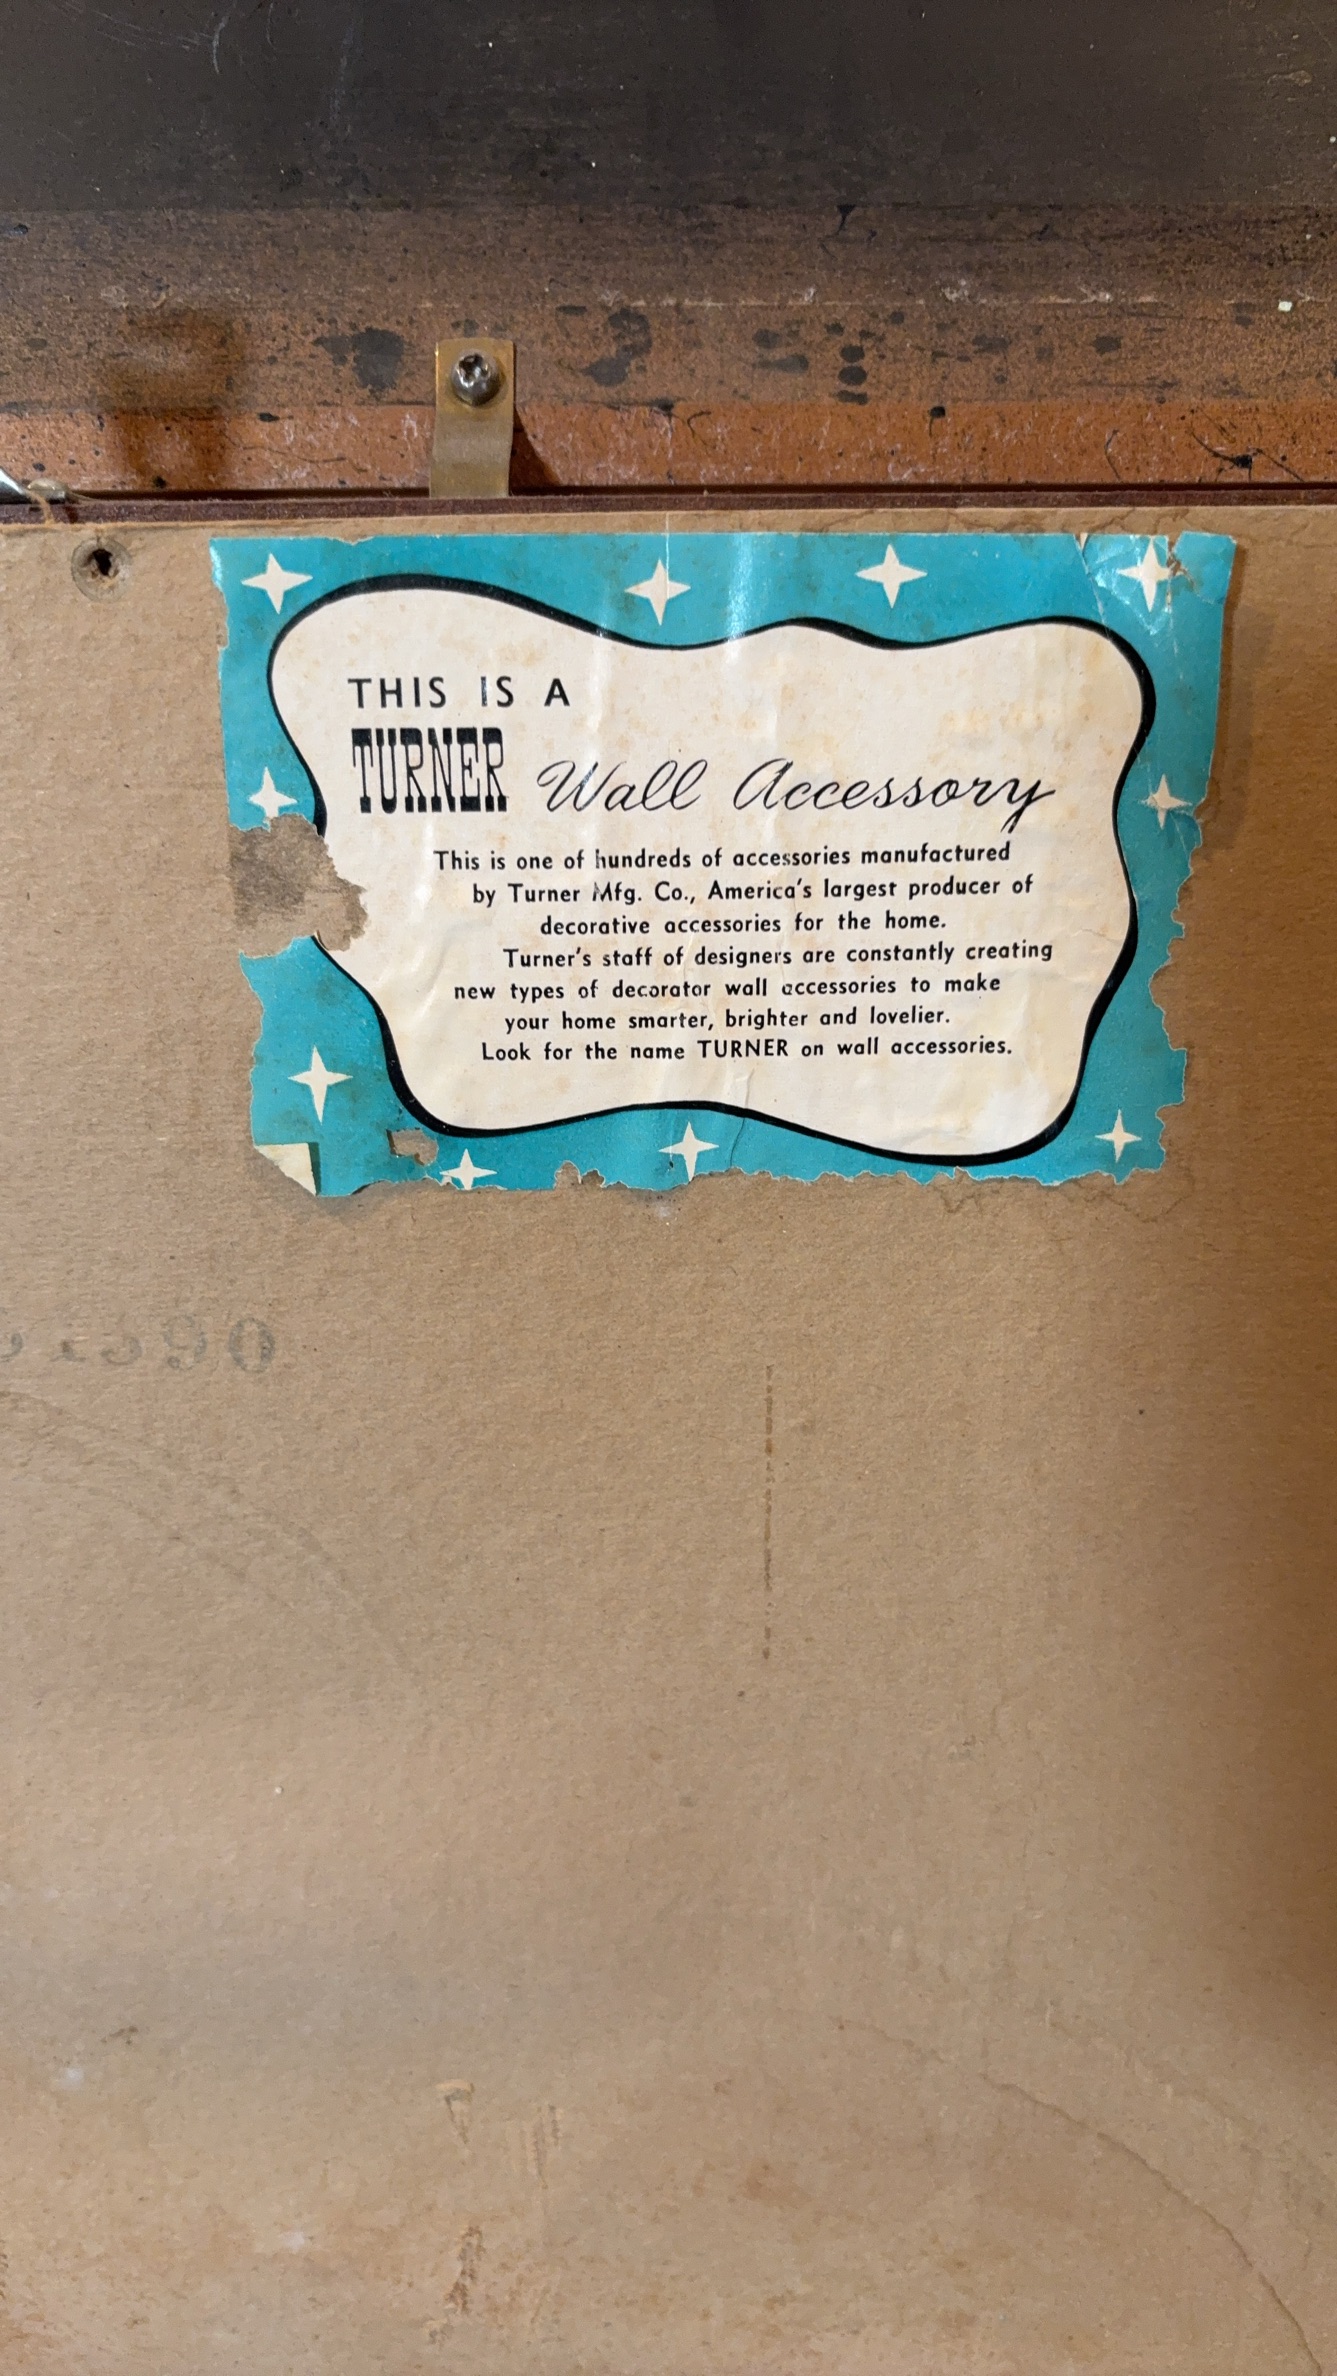 THIS IS A
TURNER Wall Accessory
This is one of hundreds of accessories manufactured
by Turner Mfg. Co., America's largest producer of
decorative accessories for the home.
Turner's staff of designers are constantly creating
new types of decorator wall accessories to make
your home smarter, brighter and lovelier.
Look for the name TURNER on wall accessories.